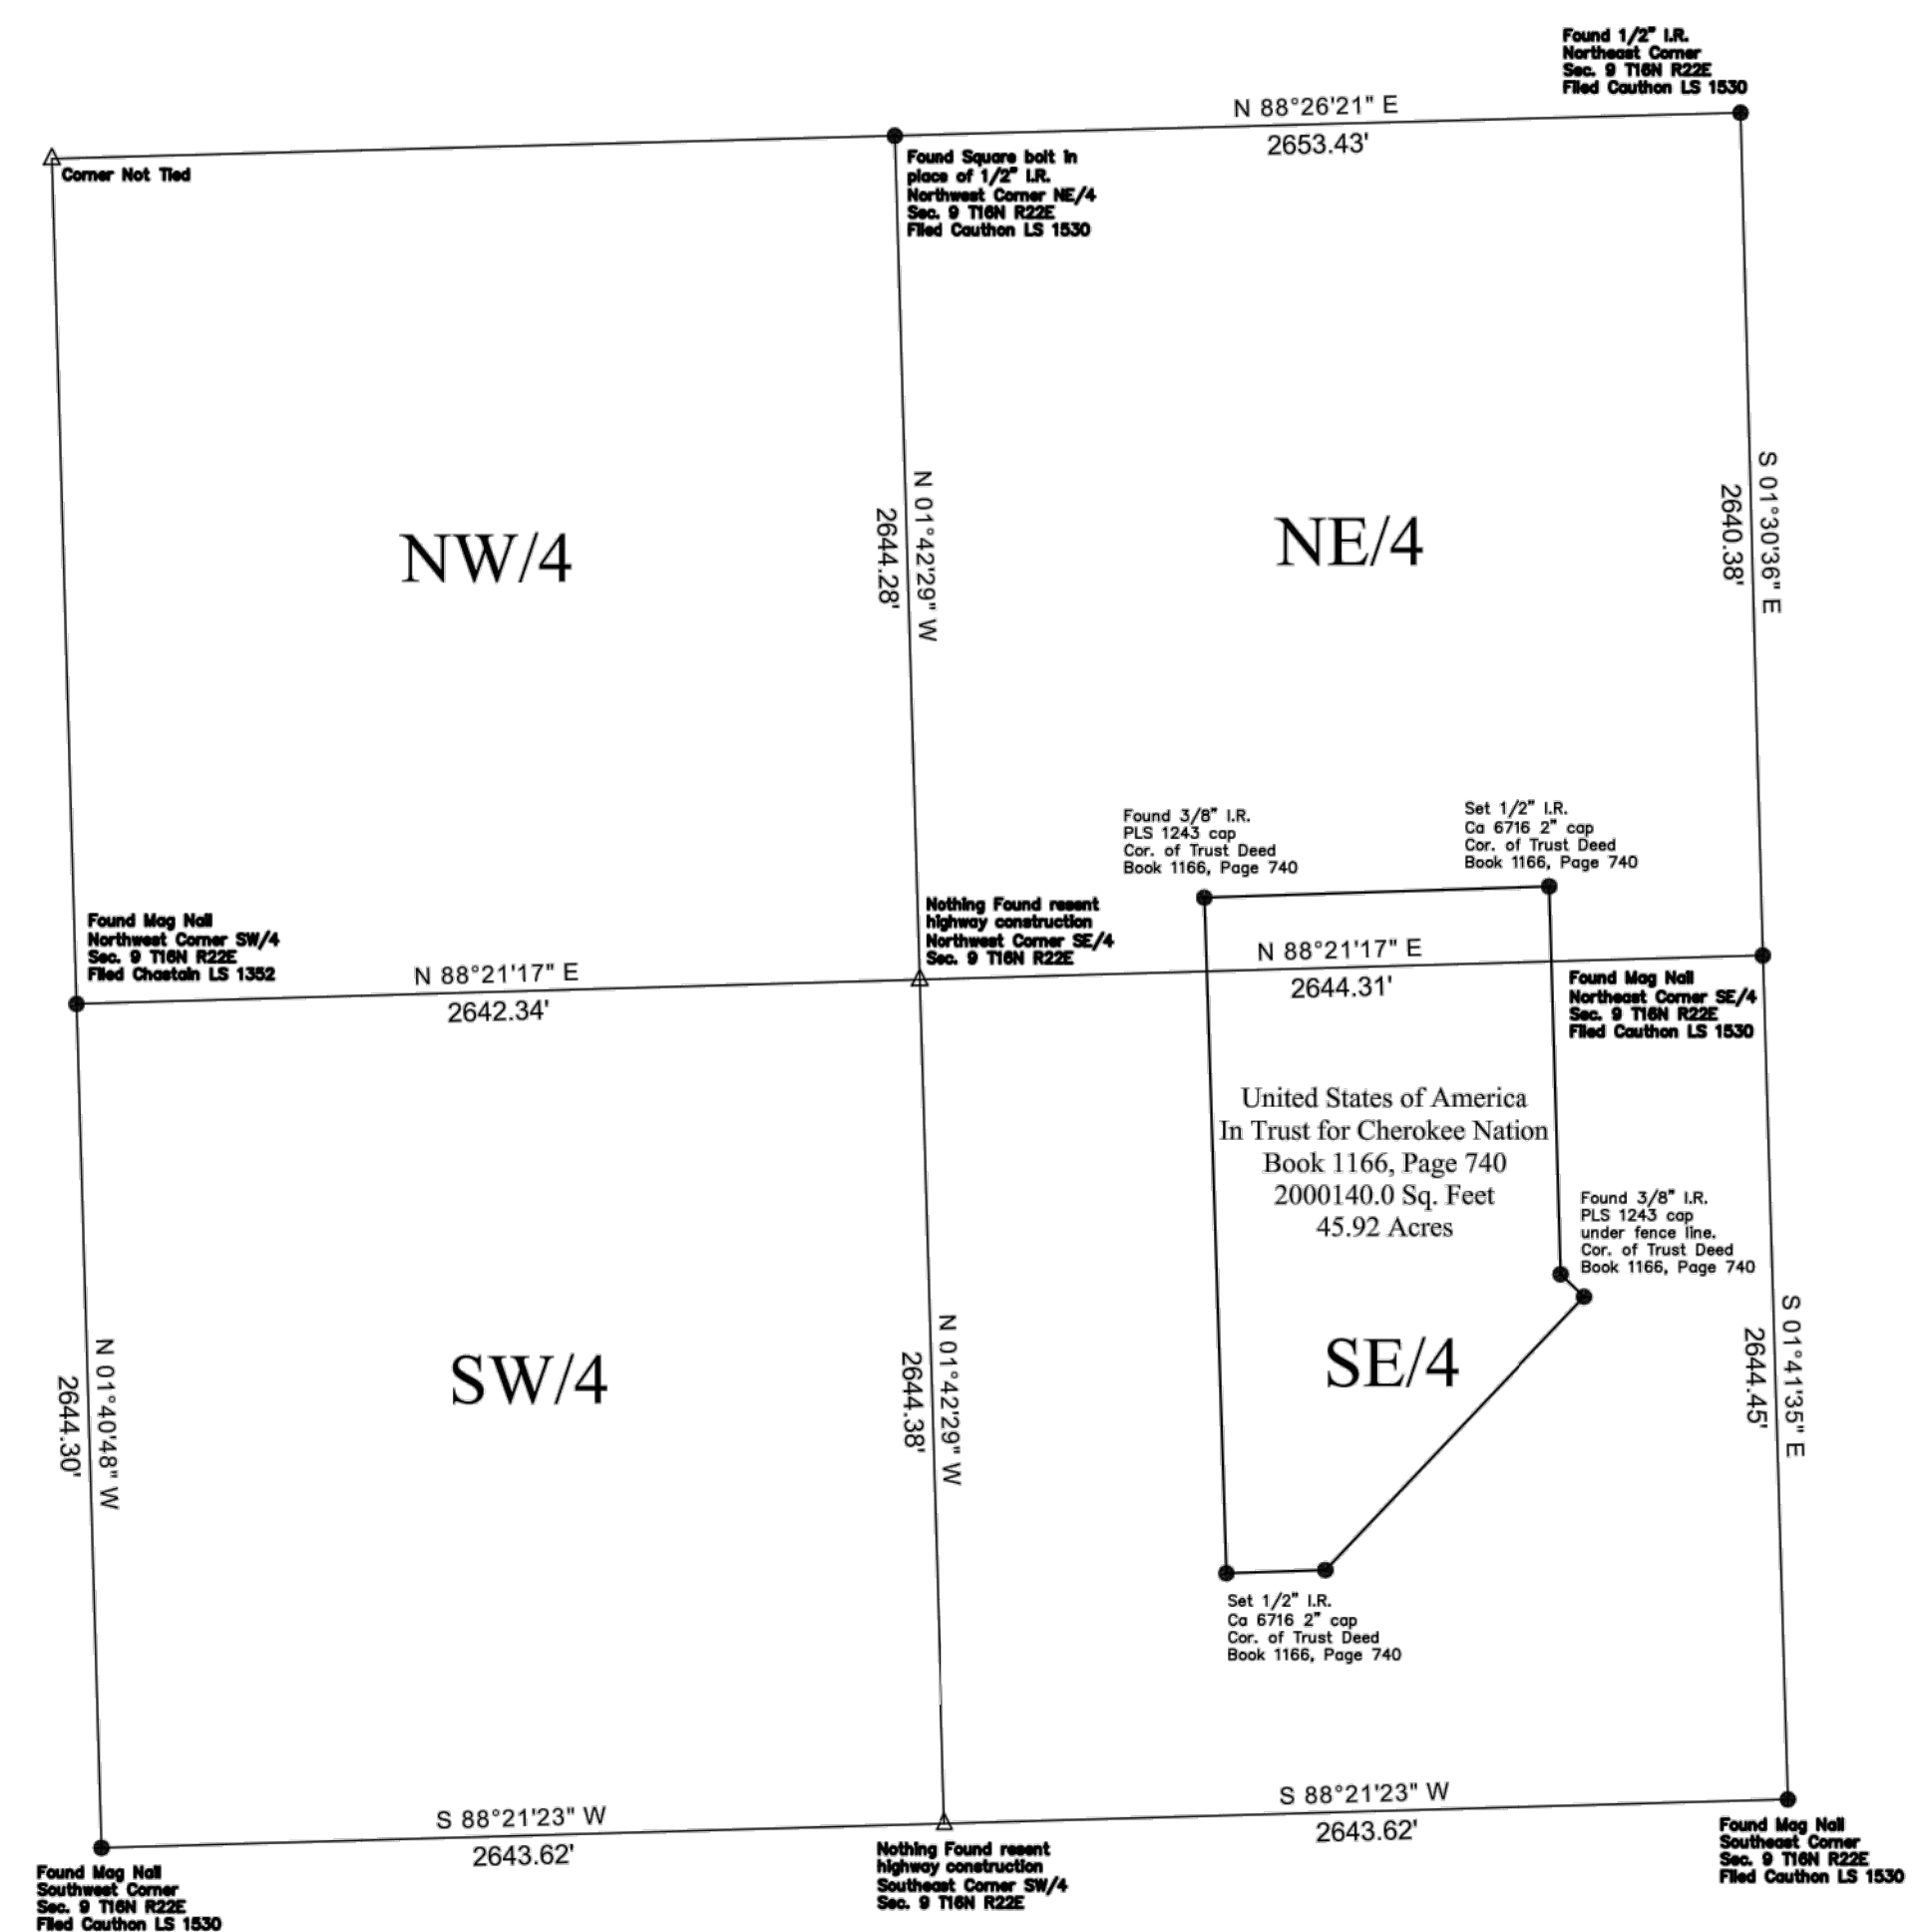 Found 1/2" I.R.
Northeast Corner
Sec. 9 T16N R22E
Filed Cauthon LS 1530
N 88°26'21" E
2653.43'
Corner Not Tied
Found Square bolt in
place of 1/2" I.R.
Northwest Corner NE/4
Sec. 9 T16N R22E
Filed Cauthon LS 1530
N 01°42'29" W
2644.28'
S 01°30'36" E
2640.38'
NW/4
NE/4
Found 3/8" I.R.
PLS 1243 cap
Cor. of Trust Deed
Book 1166, Page 740
Set 1/2" I.R.
Ca 6716 2" cap
Cor. of Trust Deed
Book 1166, Page 740
Found Mag Nail
Northwest Corner SW/4
Sec. 9 T16N R22E
Filed Chastain LS 1352
N 88°21'17" E
2642.34'
Nothing Found resent
highway construction
Northwest Corner SE/4
Sec. 9 T16N R22E
N 88°21'17" E
2644.31'
Found Mag Nail
Northeast Corner SE/4
Sec. 9 T16N R22E
Filed Cauthon LS 1530
United States of America
In Trust for Cherokee Nation
Book 1166, Page 740
2000140.0 Sq. Feet
45.92 Acres
Found 3/8" I.R.
PLS 1243 cap
under fence line.
Cor. of Trust Deed
Book 1166, Page 740
N 01°40'48" W
2644.30'
SW/4
N 01°42'29" W
2644.38'
SE/4
S 01°41'35" E
2644.45'
Set 1/2" I.R.
Ca 6716 2" cap
Cor. of Trust Deed
Book 1166, Page 740
S 88°21'23" W
2643.62'
S 88°21'23" W
2643.62'
Found Mag Nail
Southwest Corner
Sec. 9 T16N R22E
Filed Cauthon LS 1530
Nothing Found resent
highway construction
Southeast Corner SW/4
Sec. 9 T16N R22E
Found Mag Nail
Southeast Corner
Sec. 9 T16N R22E
Filed Cauthon LS 1530